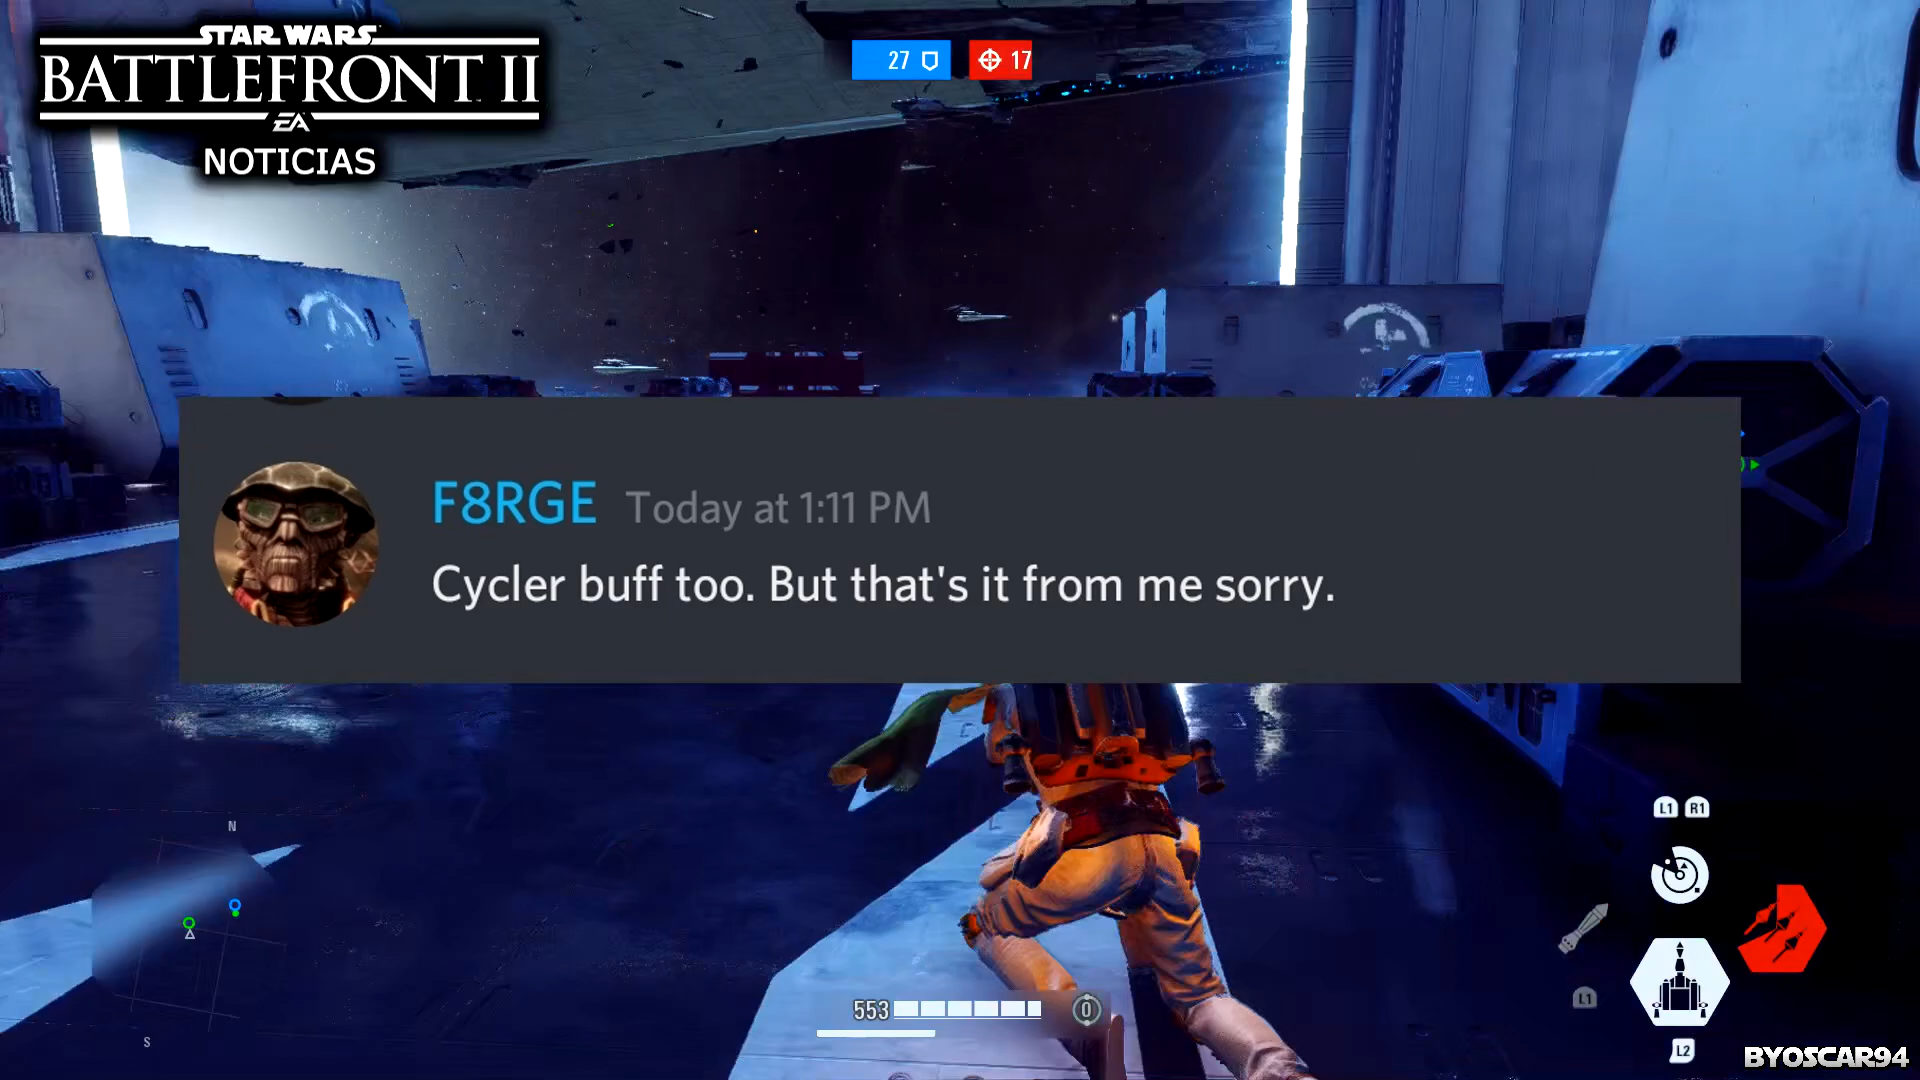 STAR WARS
BATTLEFRONT II
EA
NOTICIAS
27 17
F8RGE Today at 1:11 PM
Cycler buff too. But that's it from me sorry.
N
S
553 0
L1 R1
L1
L2
BYOSCAR94